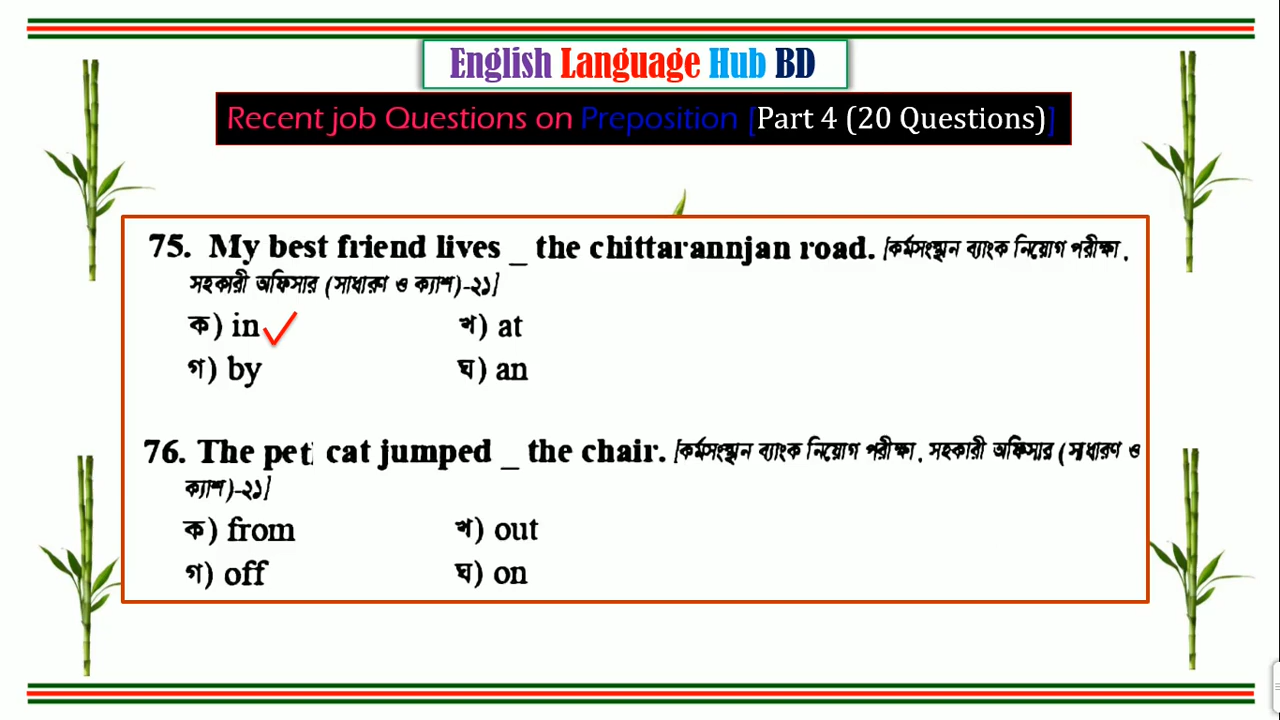 English Language Hub BD
Recent job Questions on Preposition [Part 4 (20 Questions)]
75. My best friend lives _ the chittarannjan road. [কর্মসংস্থান ব্যাংক নিয়োগ পরীক্ষা,
সহকারী অফিসার (সাধারণ ও ক্যাশ)-২১]
ক) in
খ) at
গ) by
ঘ) an
76. The pet cat jumped _ the chair. [কর্মসংস্থান ব্যাংক নিয়োগ পরীক্ষা, সহকারী অফিসার (সাধারণ ও
ক্যাশ)-২১]
ক) from
খ) out
গ) off
ঘ) on